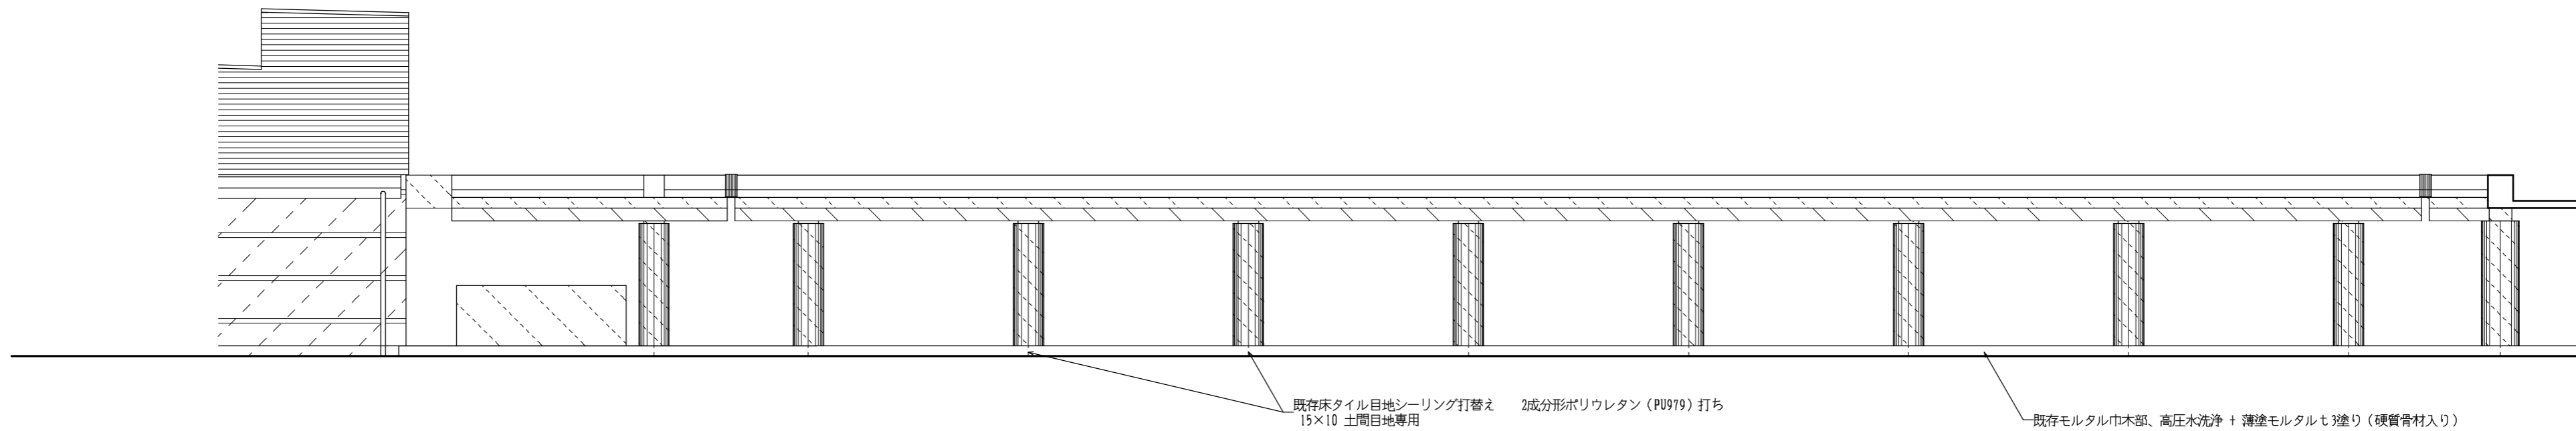 既存床タイル目地シーリング打替え　　2成分形ポリウレタン（PU979）打ち
15×10 土間目地専用
既存モルタル巾木部、高圧水洗浄 + 薄塗モルタルｔ3塗り（硬質骨材入り）